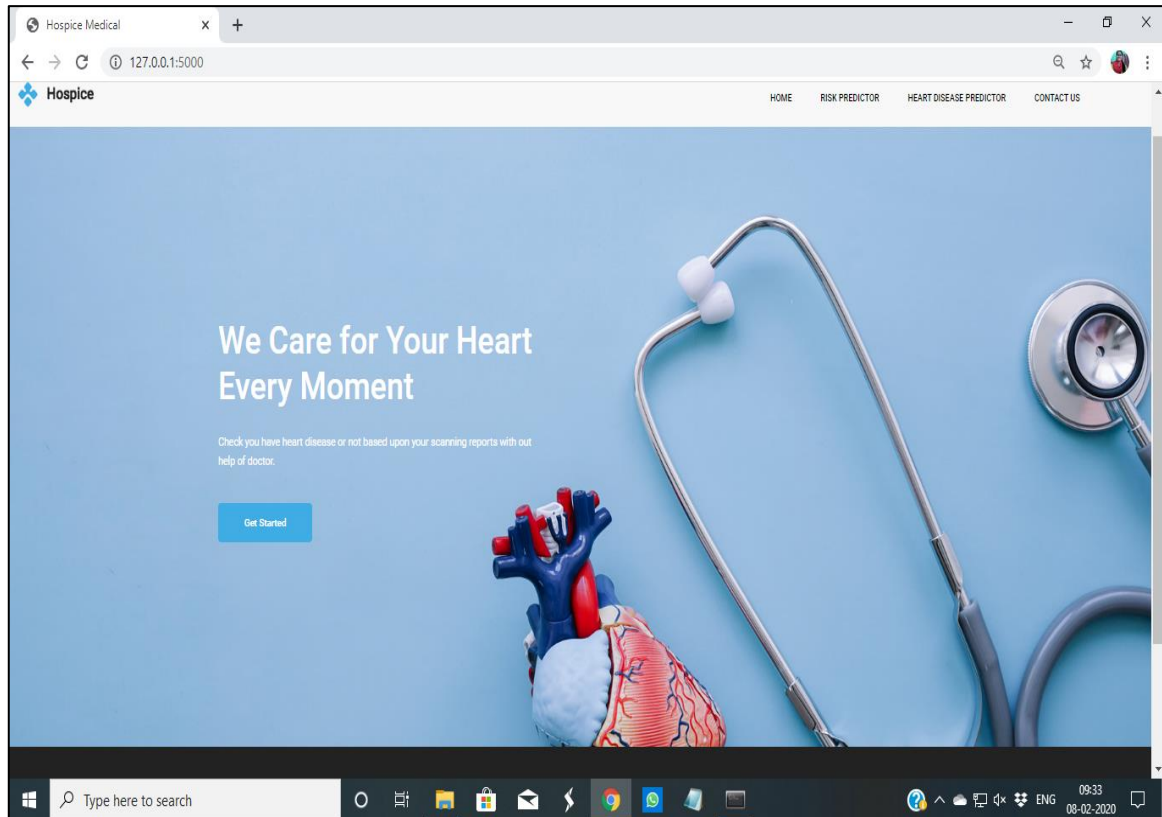 Hospice Medical
127.0.0.1:5000
Hospice
HOME RISK PREDICTOR HEART DISEASE PREDICTOR CONTACT US
We Care for Your Heart
Every Moment
Check you have heart disease or not based upon your scanning reports with out
help of doctor.
Get Started
Type here to search
ENG
09:33
08-02-2020